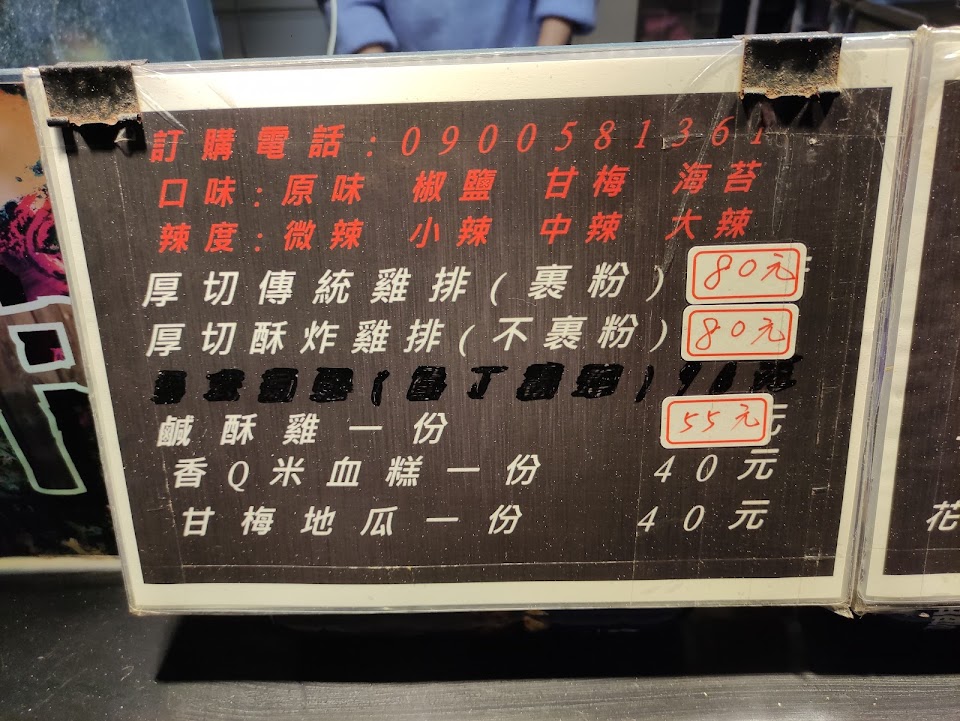 訂購電話:0900581361
口味:原味 椒鹽 甘梅 海苔
辣度:微辣 小辣 中辣 大辣
厚切傳統雞排(裹粉) 80元
厚切酥炸雞排(不裹粉) 80元
鹹酥雞一份 55元
香Q米血糕一份 40元
甘梅地瓜一份 40元
花